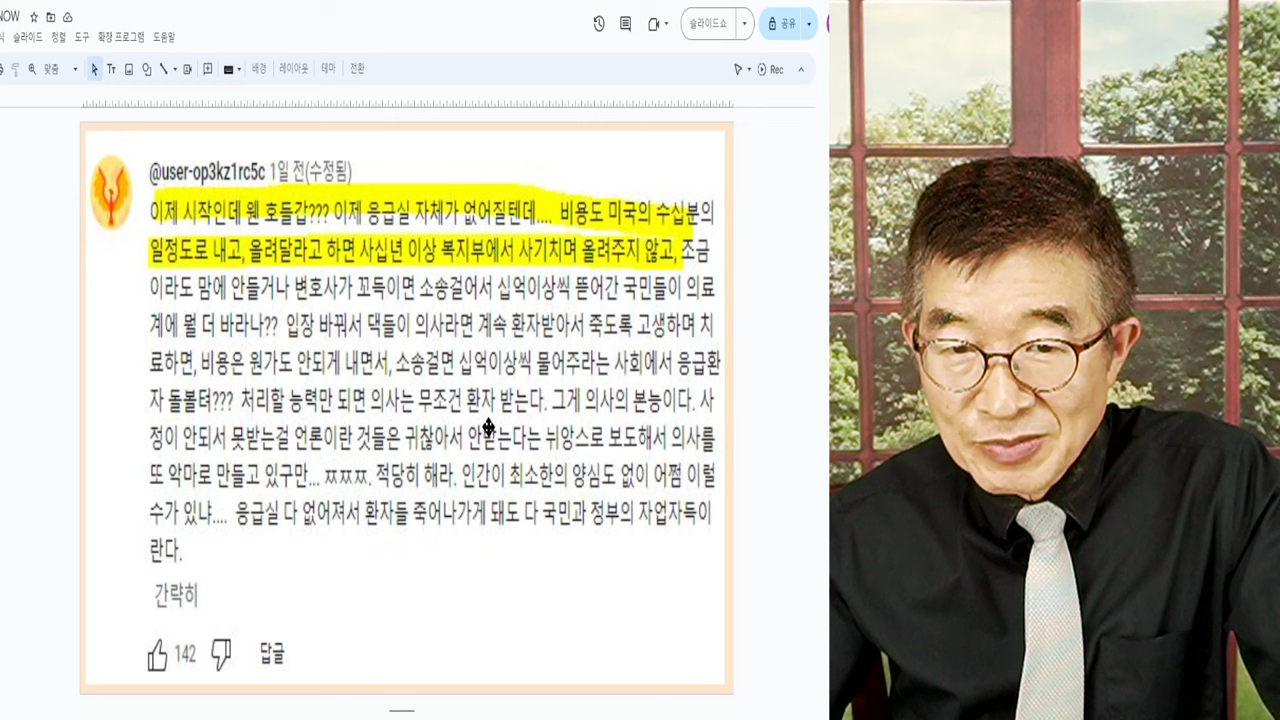 NOW
슬라이드 정렬 도구 확장 프로그램 도움말
슬라이드쇼
공유
맞춤
배경 레이아웃 테마 전환
Rec
@user-op3kz1rc5c 1일 전(수정됨)
이제 시작인데 웬 호들갑??? 이제 응급실 자체가 없어질텐데.... 비용도 미국의 수십분의
일정도로 내고, 올려달라고 하면 사십년 이상 복지부에서 사기치며 올려주지 않고, 조금
이라도 맘에 안들거나 변호사가 꼬득이면 소송걸어서 십억이상씩 뜯어간 국민들이 의료
계에 뭘 더 바라나?? 입장 바꿔서 댁들이 의사라면 계속 환자받아서 죽도록 고생하며 치
료하면, 비용은 원가도 안되게 내면서, 소송걸면 십억이상씩 물어주라는 사회에서 응급환
자 돌볼텨??? 처리할 능력만 되면 의사는 무조건 환자 받는다. 그게 의사의 본능이다. 사
정이 안되서 못받는걸 언론이란 것들은 귀찮아서 안받는다는 뉘앙스로 보도해서 의사를
또 악마로 만들고 있구만... ㅉㅉㅉ. 적당히 해라. 인간이 최소한의 양심도 없이 어쩜 이럴
수가 있냐.... 응급실 다 없어져서 환자들 죽어나가게 돼도 다 국민과 정부의 자업자득이
란다.
간략히
142 답글